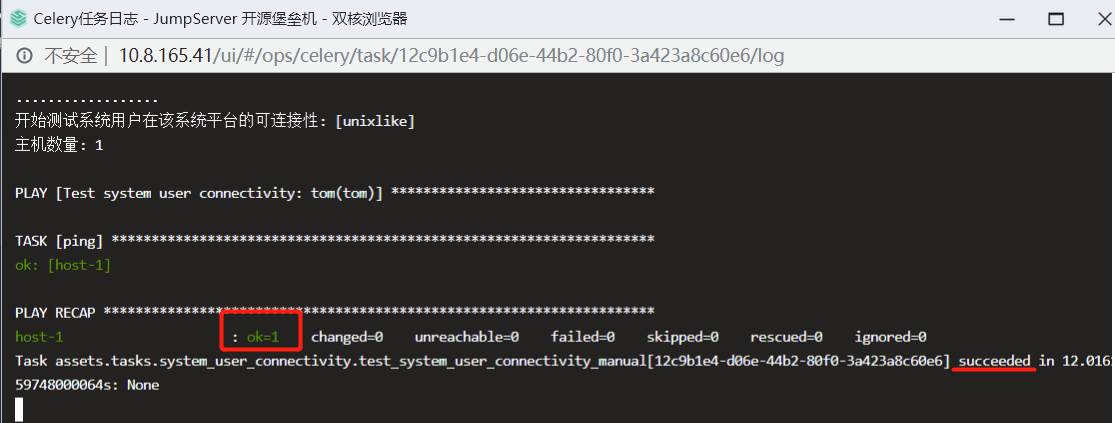 Celery任务日志 - JumpServer 开源堡垒机 - 双核浏览器
不安全 | 10.8.165.41/ui/#/ops/celery/task/12c9b1e4-d06e-44b2-80f0-3a423a8c60e6/log
..................
开始测试系统用户在该系统平台的可连接性: [unixlike]
主机数量: 1
PLAY [Test system user connectivity: tom(tom)] *********************************
TASK [ping] ********************************************************************
ok: [host-1]
PLAY RECAP *********************************************************************
host-1 : ok=1 changed=0 unreachable=0 failed=0 skipped=0 rescued=0 ignored=0
Task assets.tasks.system_user_connectivity.test_system_user_connectivity_manual[12c9b1e4-d06e-44b2-80f0-3a423a8c60e6] succeeded in 12.016
59748000064s: None